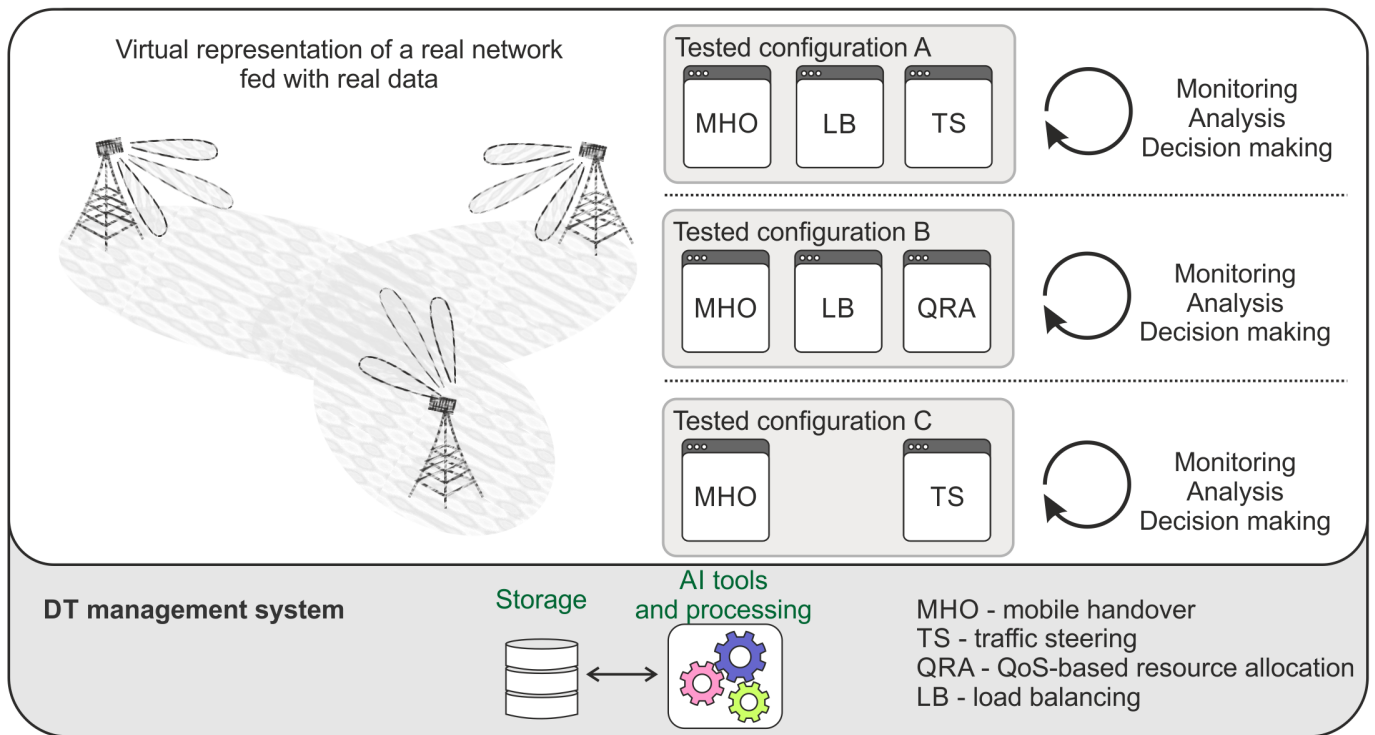 Virtual representation of a real network
fed with real data
Tested configuration A
MHO
LB
TS
Monitoring
Analysis
Decision making
Tested configuration B
MHO
LB
QRA
Monitoring
Analysis
Decision making
Tested configuration C
MHO
TS
Monitoring
Analysis
Decision making
DT management system
Storage
AI tools
and processing
MHO - mobile handover
TS - traffic steering
QRA - QoS-based resource allocation
LB - load balancing